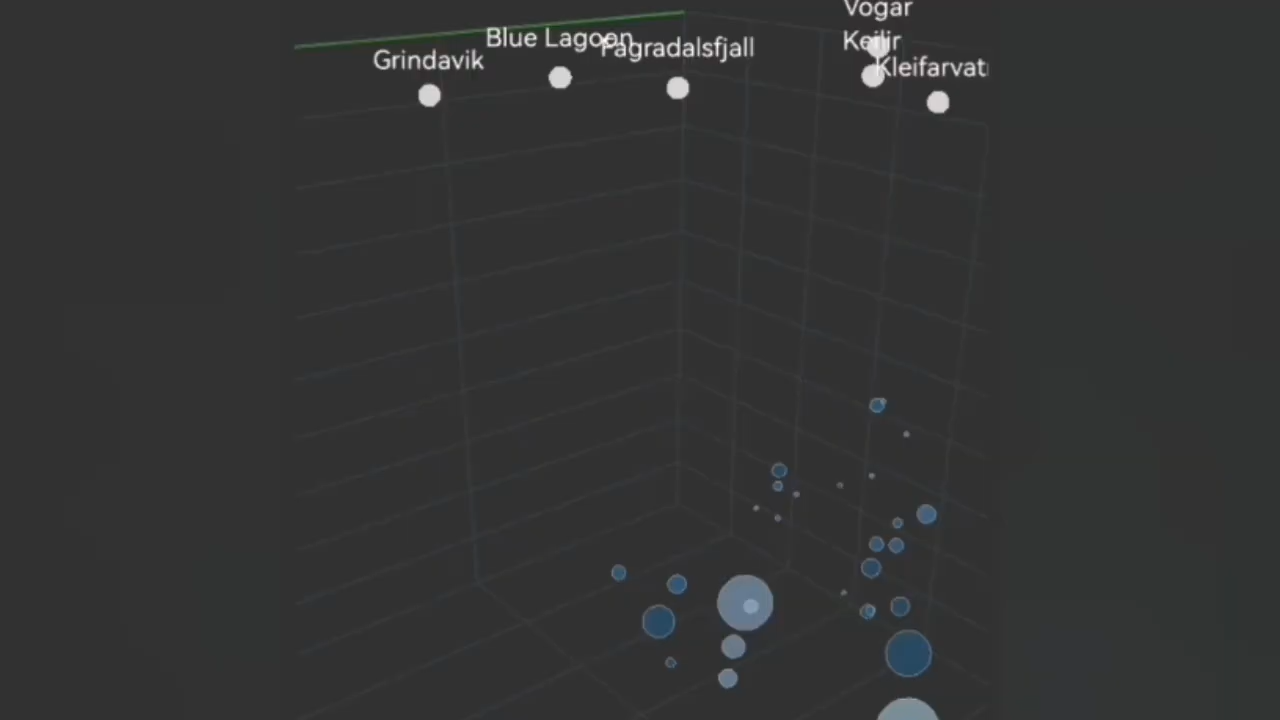 Vogar
Blue Lagoon
Keilir
Fagradalsfjall
Grindavik
Kleifarvat